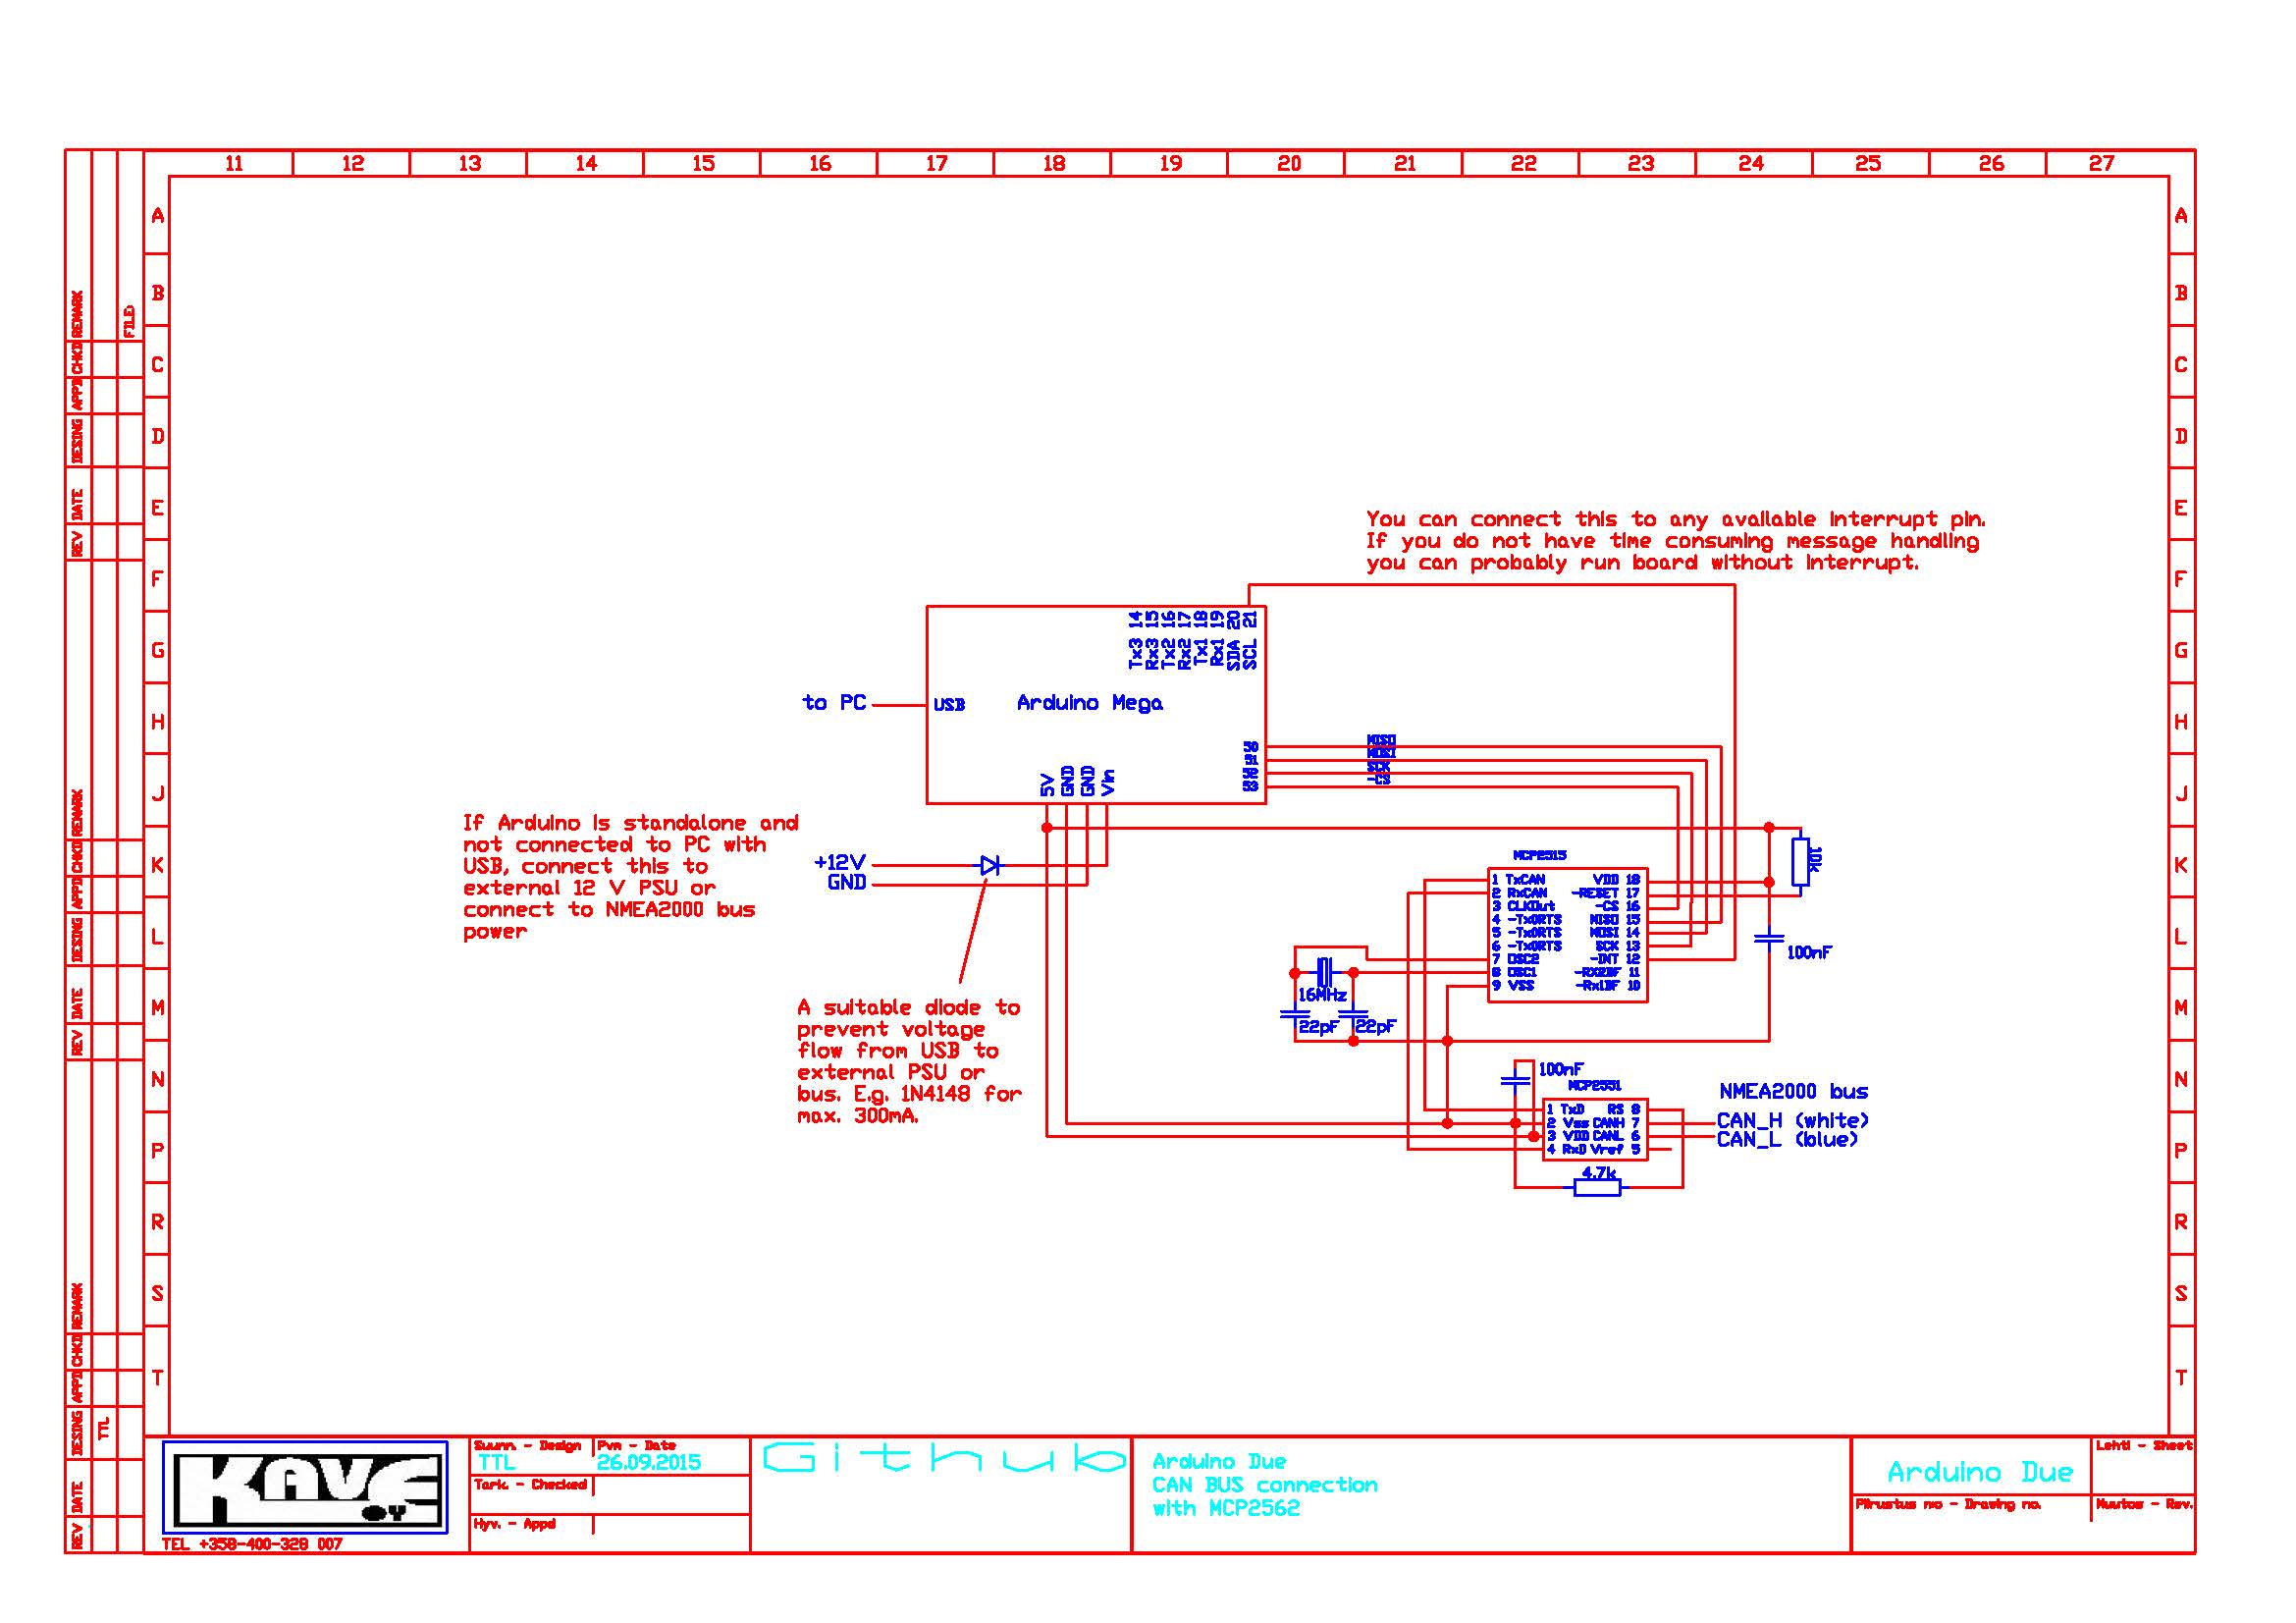 11 12 13 14 15 16 17 18 19 20 21 22 23 24 25 26 27
A
B
C
D
E
F
G
H
I
J
K
L
M
N
P
R
S
T
A
B
C
D
E
F
G
H
I
J
K
L
M
N
P
R
S
T
FILE:
REV DATE DESING APPD CHKD REMARK
REV DATE DESING APPD CHKD REMARK
REV DATE DESING APPD CHKD REMARK
TTL
You can connect this to any available interrupt pin.
If you do not have time consuming message handling
you can probably run board without interrupt.
Tx3 14
Rx3 15
Tx2 16
Rx2 17
Tx1 18
Rx1 19
SDA 20
SCL 21
to PC
USB
Arduino Mega
50
51
52
53
MISO
MOSI
SCK
-CS
5V
GND
GND
Vin
If Arduino is standalone and
not connected to PC with
USB, connect this to
external 12 V PSU or
connect to NMEA2000 bus
power
+12V
GND
A suitable diode to
prevent voltage
flow from USB to
external PSU or
bus. E.g. 1N4148 for
max. 300mA.
MCP2515
1 TxCAN VDD 18
2 RxCAN -RESET 17
3 CLKOut -CS 16
4 -Tx0RTS MISO 15
5 -Tx0RTS MOSI 14
6 -Tx0RTS SCK 13
7 OSC2 -INT 12
8 OSC1 -RX2BF 11
9 VSS -Rx1BF 10
10k
100nF
16MHz
22pF
22pF
100nF
MCP2551
1 TxD RS 8
2 Vss CANH 7
3 VDD CANL 6
4 RxD Vref 5
4.7k
NMEA2000 bus
CAN_H (white)
CAN_L (blue)
KAVE
OY
TEL +358-400-328 007
Suunn. - Design
TTL
Pvm - Date
26.09.2015
Tark. - Checked
Hyv. - Appd
Github
Arduino Due
CAN BUS connection
with MCP2562
Arduino Due
Lehti - Sheet
Piirustus no - Drawing no.
Muutos - Rev.